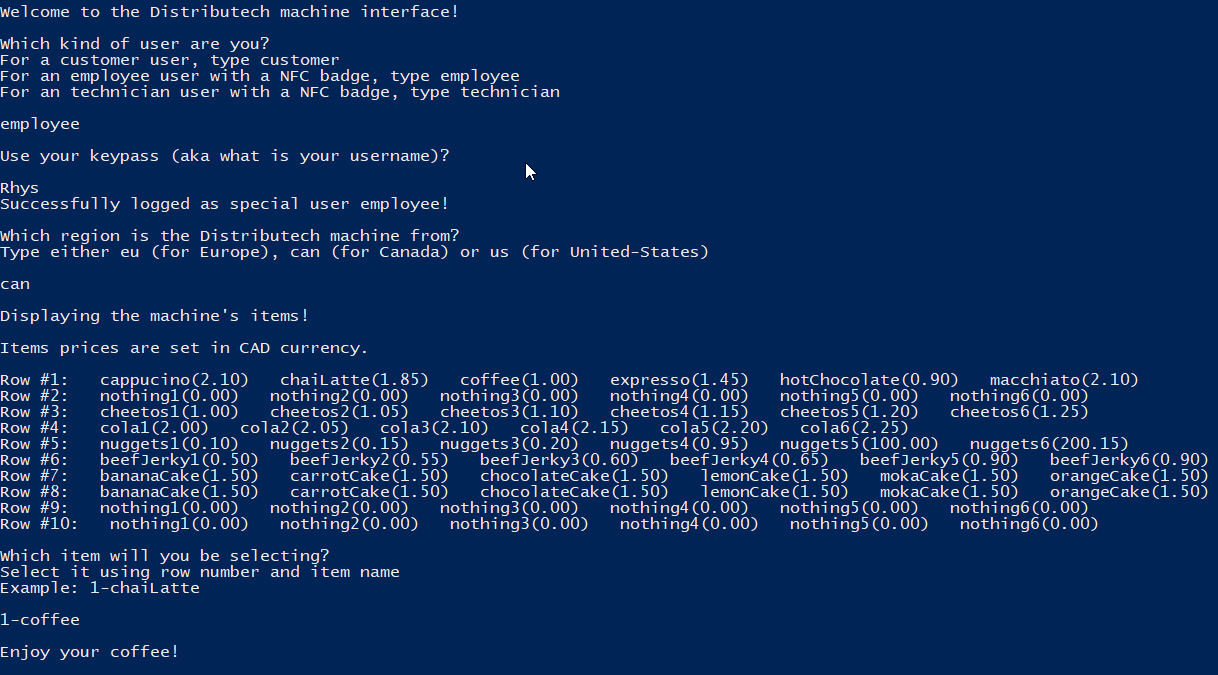 Welcome to the Distributech machine interface!
Which kind of user are you?
For a customer user, type customer
For an employee user with a NFC badge, type employee
For an technician user with a NFC badge, type technician
employee
Use your keypass (aka what is your username)?
Rhys
Successfully logged as special user employee!
Which region is the Distributech machine from?
Type either eu (for Europe), can (for Canada) or us (for United-States)
can
Displaying the machine's items!
Items prices are set in CAD currency.
Row #1:   cappucino(2.10)   chaiLatte(1.85)   coffee(1.00)   expresso(1.45)   hotChocolate(0.90)   macchiato(2.10)
Row #2:   nothing1(0.00)   nothing2(0.00)   nothing3(0.00)   nothing4(0.00)   nothing5(0.00)   nothing6(0.00)
Row #3:   cheetos1(1.00)   cheetos2(1.05)   cheetos3(1.10)   cheetos4(1.15)   cheetos5(1.20)   cheetos6(1.25)
Row #4:   cola1(2.00)   cola2(2.05)   cola3(2.10)   cola4(2.15)   cola5(2.20)   cola6(2.25)
Row #5:   nuggets1(0.10)   nuggets2(0.15)   nuggets3(0.20)   nuggets4(0.95)   nuggets5(100.00)   nuggets6(200.15)
Row #6:   beefJerky1(0.50)   beefJerky2(0.55)   beefJerky3(0.60)   beefJerky4(0.65)   beefJerky5(0.90)   beefJerky6(0.90)
Row #7:   bananaCake(1.50)   carrotCake(1.50)   chocolateCake(1.50)   lemonCake(1.50)   mokaCake(1.50)   orangeCake(1.50)
Row #8:   bananaCake(1.50)   carrotCake(1.50)   chocolateCake(1.50)   lemonCake(1.50)   mokaCake(1.50)   orangeCake(1.50)
Row #9:   nothing1(0.00)   nothing2(0.00)   nothing3(0.00)   nothing4(0.00)   nothing5(0.00)   nothing6(0.00)
Row #10:   nothing1(0.00)   nothing2(0.00)   nothing3(0.00)   nothing4(0.00)   nothing5(0.00)   nothing6(0.00)
Which item will you be selecting?
Select it using row number and item name
Example: 1-chaiLatte
1-coffee
Enjoy your coffee!